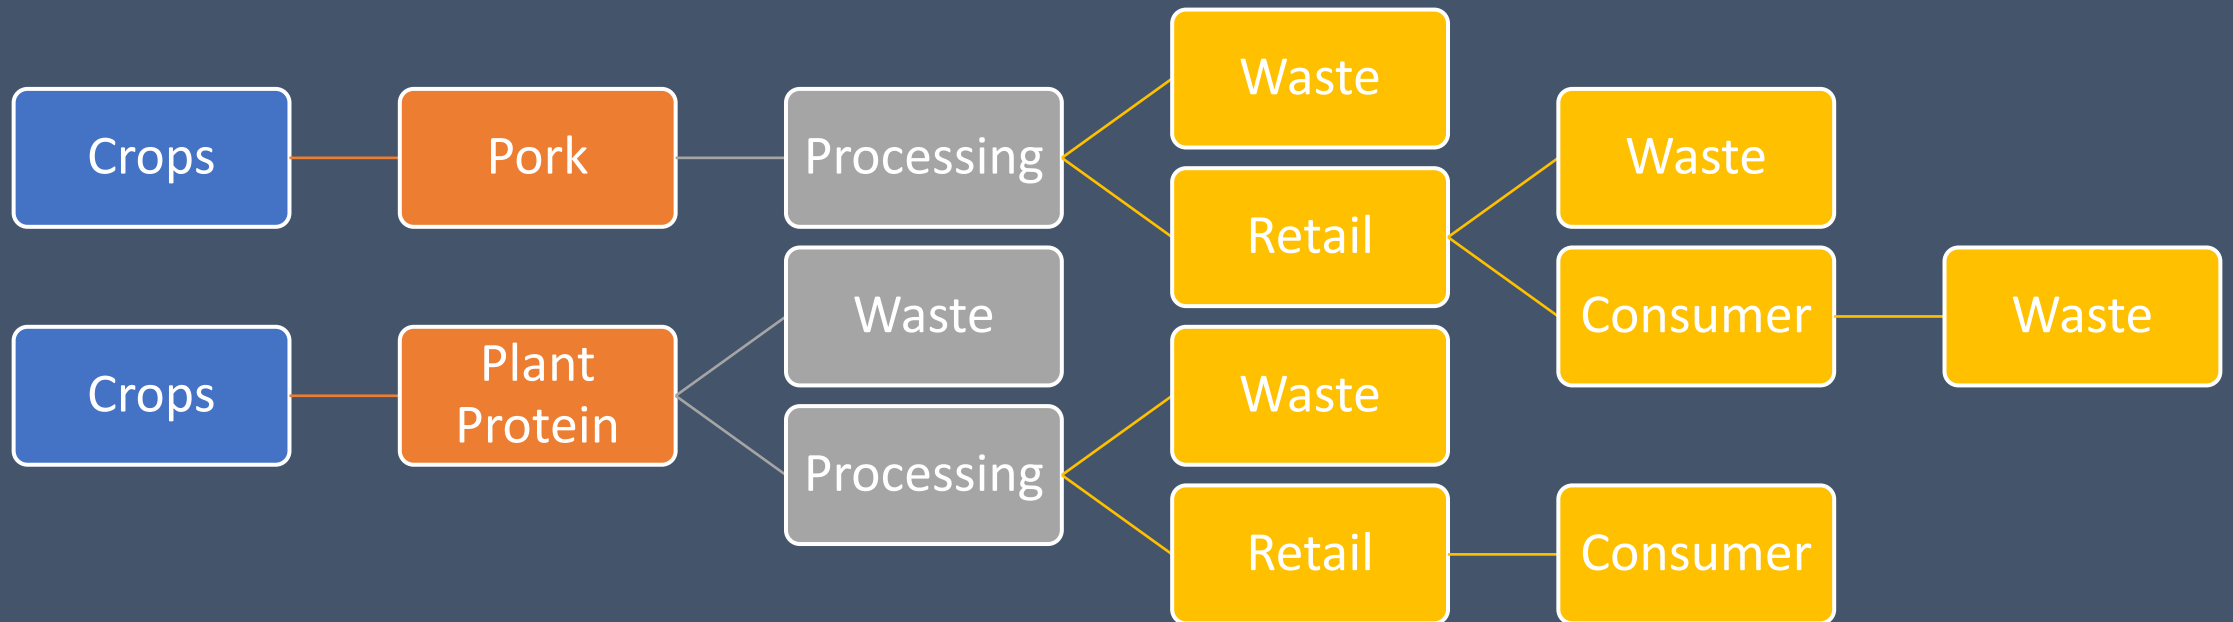 Crops
Pork
Processing
Waste
Retail
Waste
Consumer
Waste
Crops
Plant
Protein
Waste
Processing
Waste
Retail
Consumer